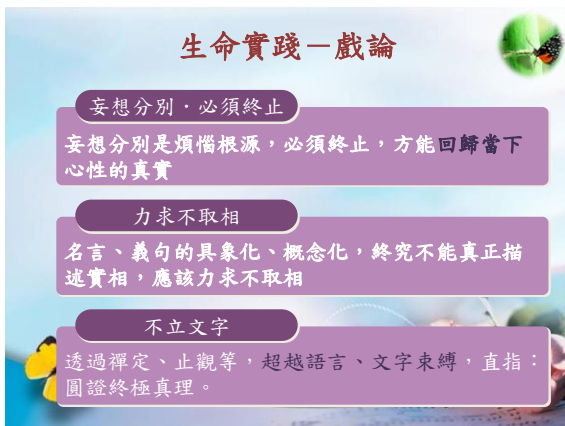 生命實踐－戲論
妄想分別．必須終止
妄想分別是煩惱根源，必須終止，方能回歸當下
心性的真實
力求不取相
名言、義句的具象化、概念化，終究不能真正描
述實相，應該力求不取相
不立文字
透過禪定、止觀等，超越語言、文字束縛，直指：
圓證終極真理。